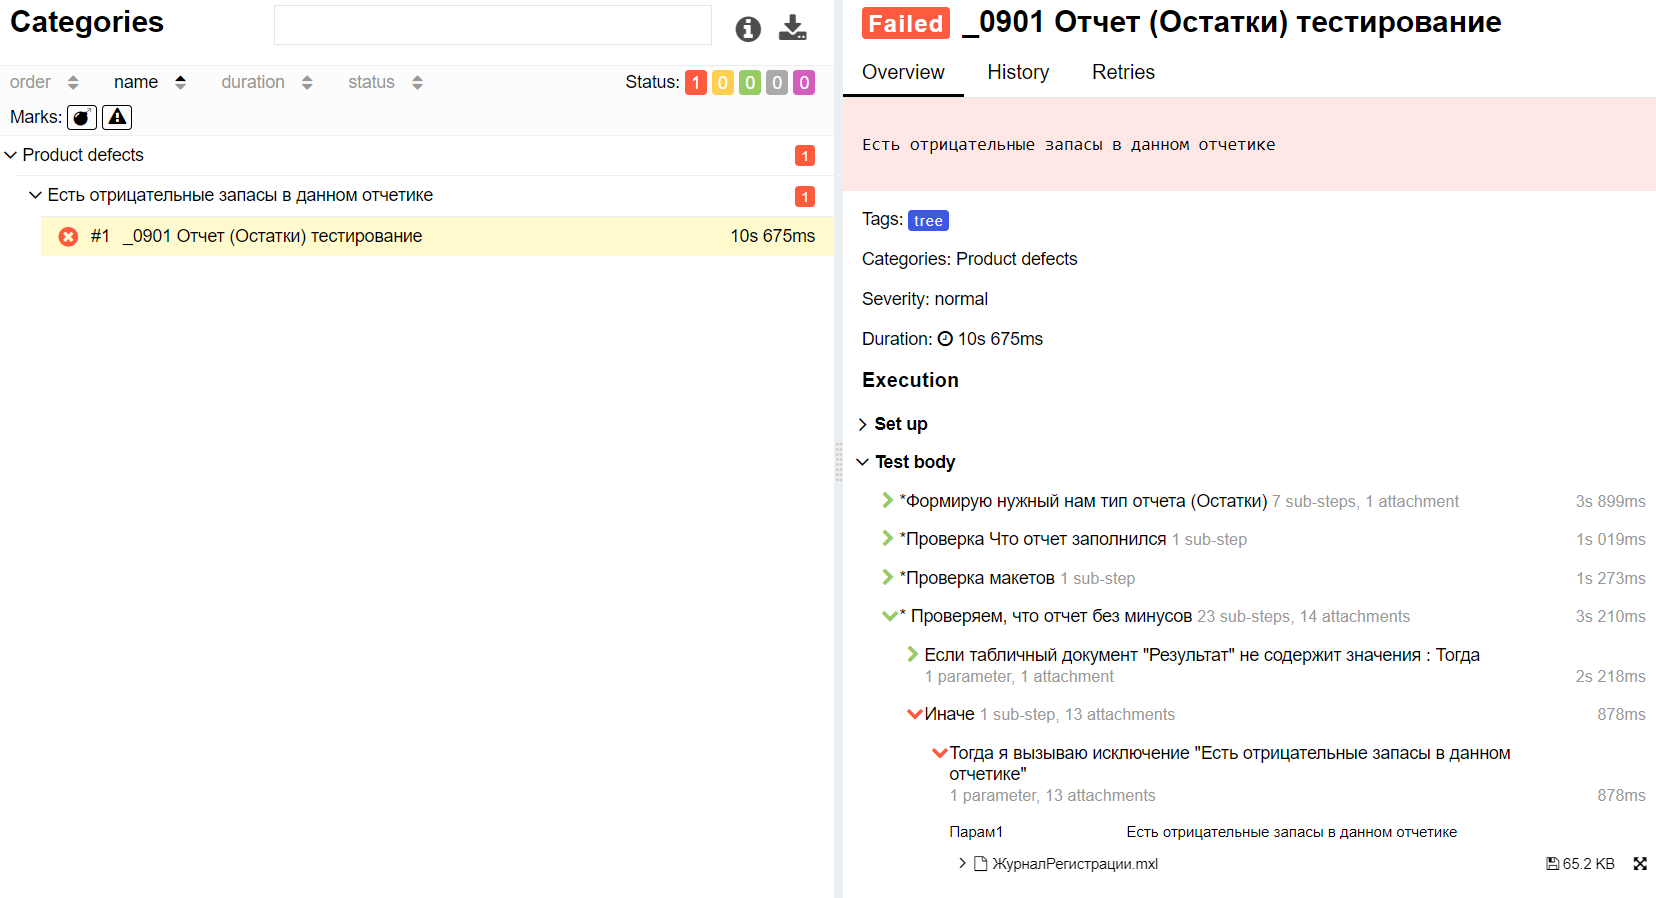 Categories
order name duration status Status: 1 0 0 0 0
Marks:
Product defects 1
Есть отрицательные запасы в данном отчетике 1
#1 _0901 Отчет (Остатки) тестирование 10s 675ms
Failed _0901 Отчет (Остатки) тестирование
Overview History Retries
Есть отрицательные запасы в данном отчетике
Tags: tree
Categories: Product defects
Severity: normal
Duration: 10s 675ms
Execution
Set up
Test body
*Формирую нужный нам тип отчета (Остатки) 7 sub-steps, 1 attachment 3s 899ms
*Проверка Что отчет заполнился 1 sub-step 1s 019ms
*Проверка макетов 1 sub-step 1s 273ms
* Проверяем, что отчет без минусов 23 sub-steps, 14 attachments 3s 210ms
Если табличный документ "Результат" не содержит значения : Тогда
1 parameter, 1 attachment 2s 218ms
Иначе 1 sub-step, 13 attachments 878ms
Тогда я вызываю исключение "Есть отрицательные запасы в данном
отчетике"
1 parameter, 13 attachments 878ms
Парам1 Есть отрицательные запасы в данном отчетике
ЖурналРегистрации.mxl 65.2 KB